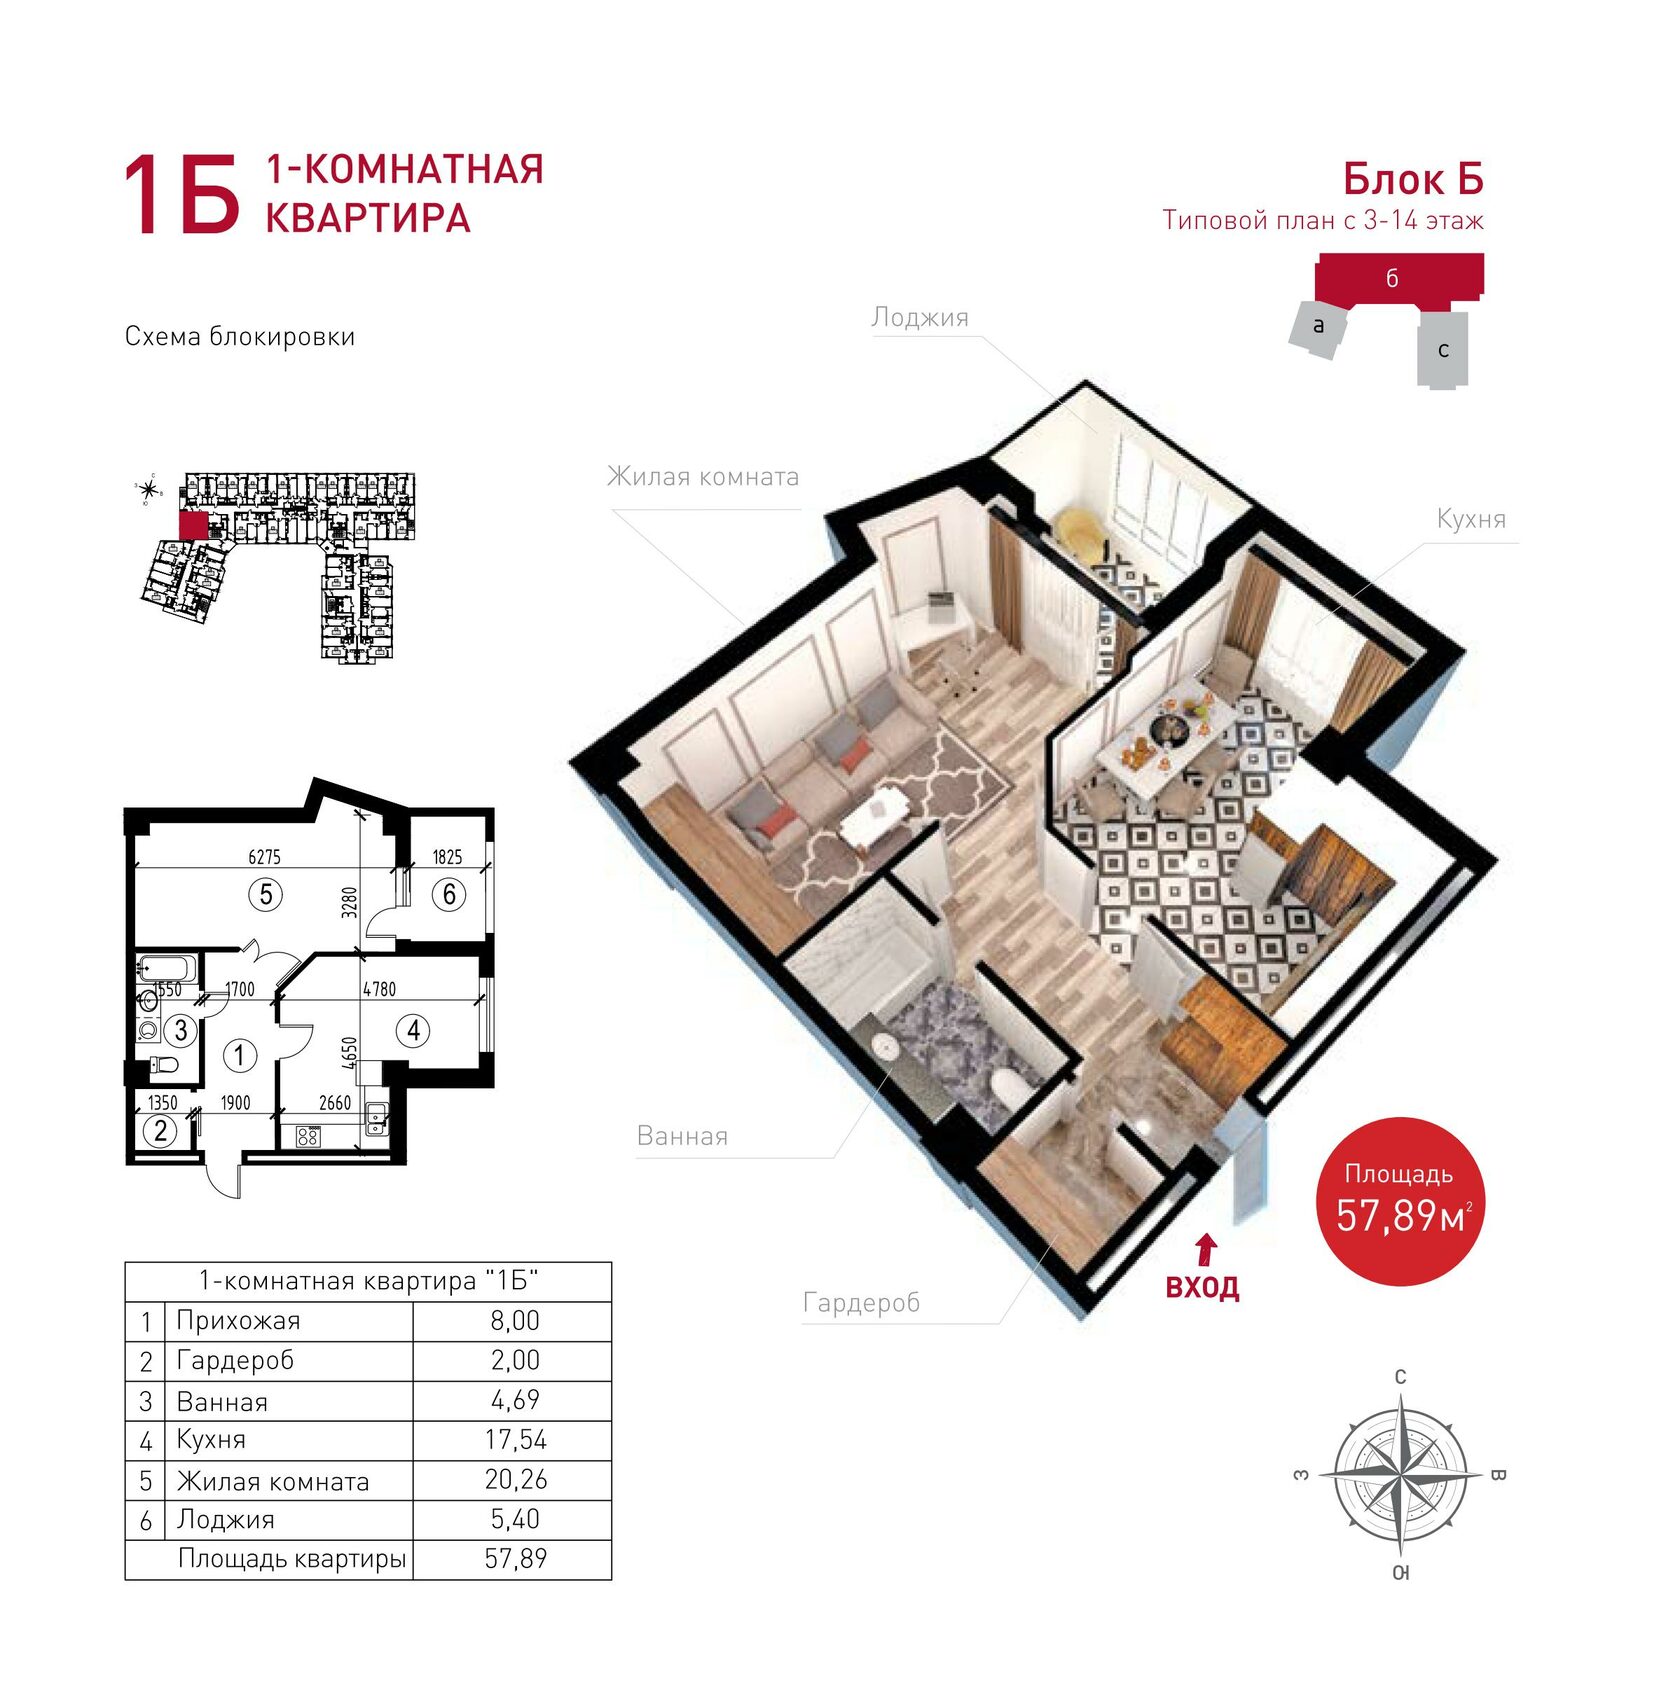 1Б
1-КОМНАТНАЯ
КВАРТИРА
Блок Б
Типовой план с 3-14 этаж
б
а
с
Схема блокировки
Лоджия
Жилая комната
Кухня
Ванная
Гардероб
ВХОД
Площадь
57,89м²
С
З
В
Ю
6275
1825
3280
5
6
1550
1700
4780
3
1
4
4650
1350
1900
2660
2
1-комнатная квартира "1Б"
1 Прихожая 8,00
2 Гардероб 2,00
3 Ванная 4,69
4 Кухня 17,54
5 Жилая комната 20,26
6 Лоджия 5,40
Площадь квартиры 57,89
С
З
В
Ю